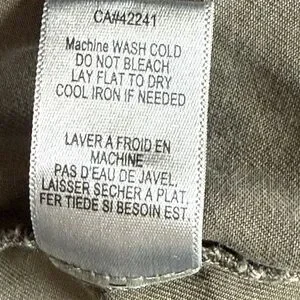 CA#42241
Machine WASH COLD
DO NOT BLEACH
LAY FLAT TO DRY
COOL IRON IF NEEDED
LAVER A FROID EN
MACHINE
PAS D'EAU DE JAVEL.
LAISSER SECHER A PLAT.
FER TIEDE SI BESOIN EST.